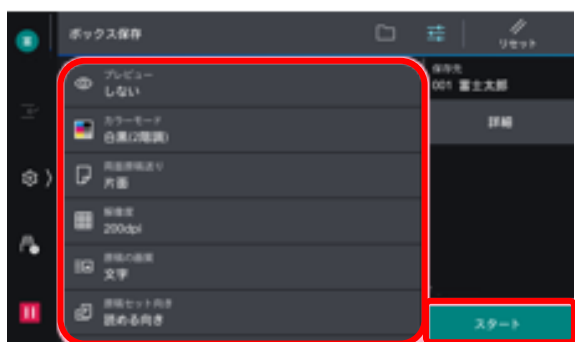 ボックス保存
リセット
プレビュー
しない
カラーモード
白黒(2階調)
両面原稿送り
片面
解像度
200dpi
原稿の画質
文字
原稿セット向き
読める向き
保存先
001 富士太郎
詳細
スタート